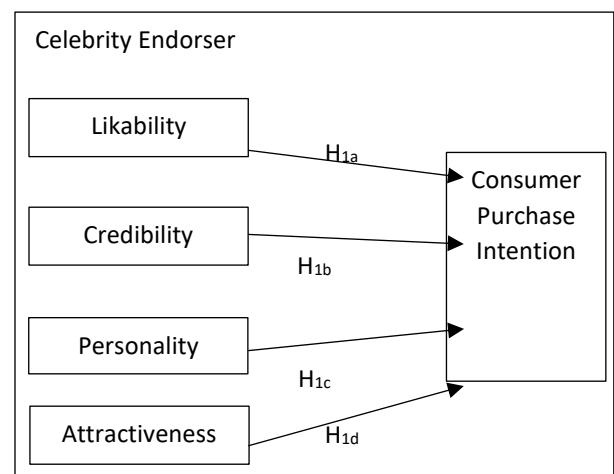 Celebrity Endorser
Likability
H1a
Consumer
Purchase
Intention
Credibility
H1b
Personality
H1c
Attractiveness
H1d